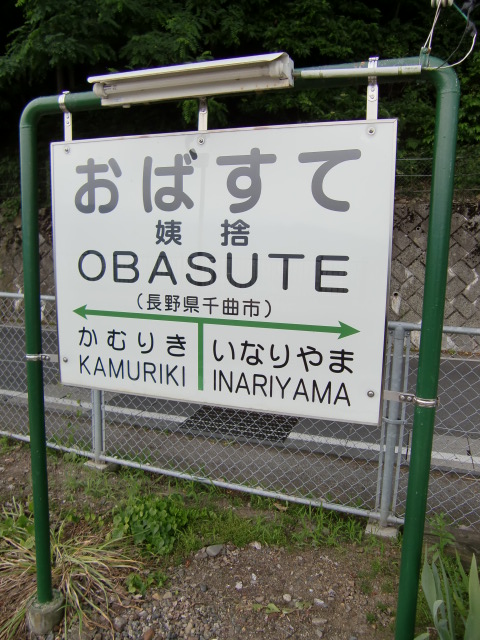 おばすて
姨捨
OBASUTE
(長野県千曲市)
かむりき いなりやま
KAMURIKI INARIYAMA